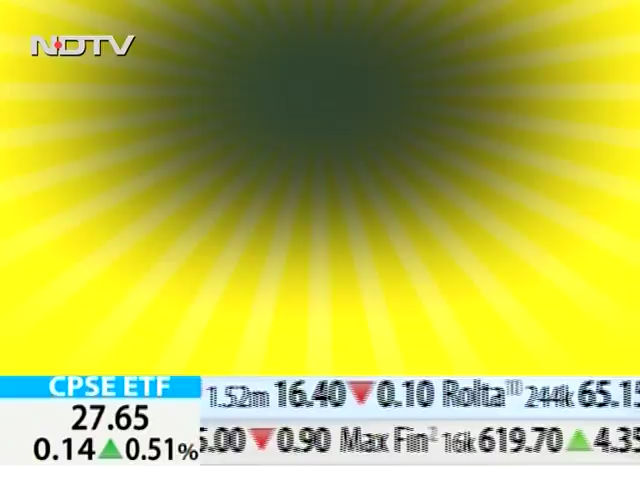 NDTV
CPSE ETF
27.65
0.14▲0.51%
1.52m 16.40▼0.10 Rolta 244k 65.15
5.00▼0.90 Max Fin² 16k 619.70▲4.35